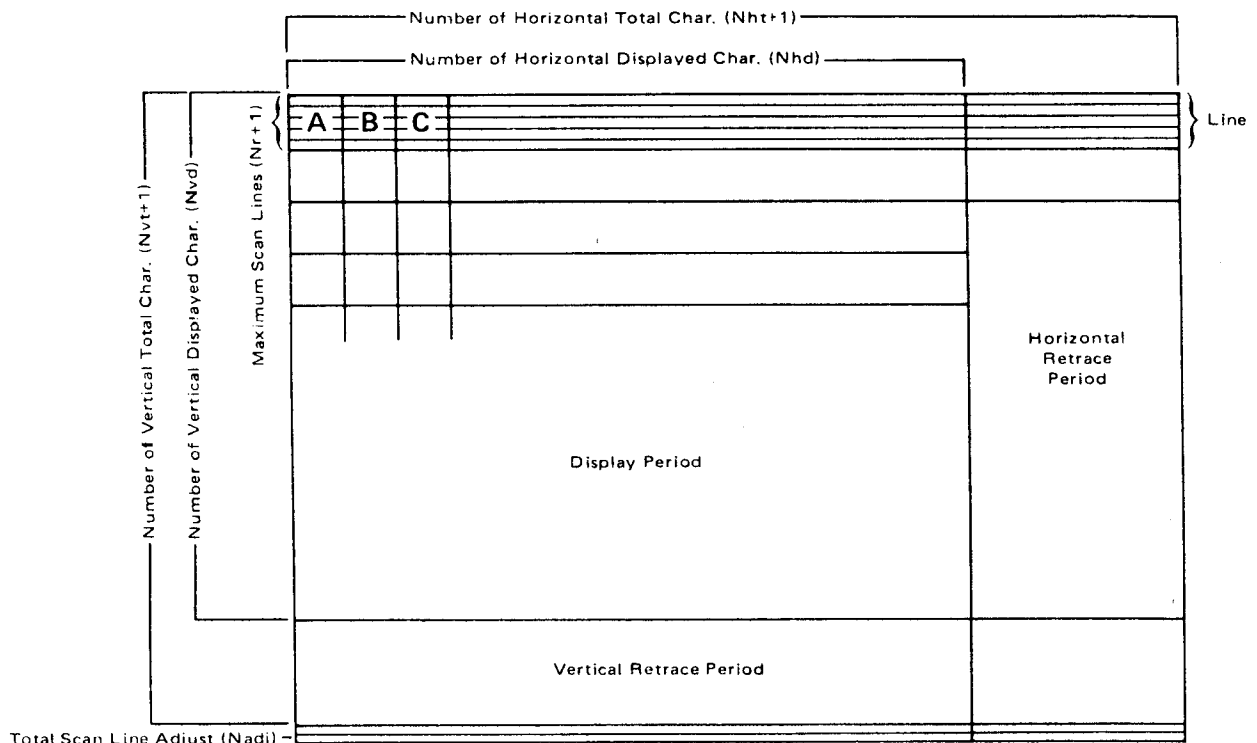 Number of Horizontal Total Char. (Nht+1)
Number of Horizontal Displayed Char. (Nhd)
Number of Vertical Total Char. (Nvt+1)
Number of Vertical Displayed Char. (Nvd)
Maximum Scan Lines (Nr+1)
A B C
Line
Horizontal
Retrace
Period
Display Period
Vertical Retrace Period
Total Scan Line Adjust (Nadj)